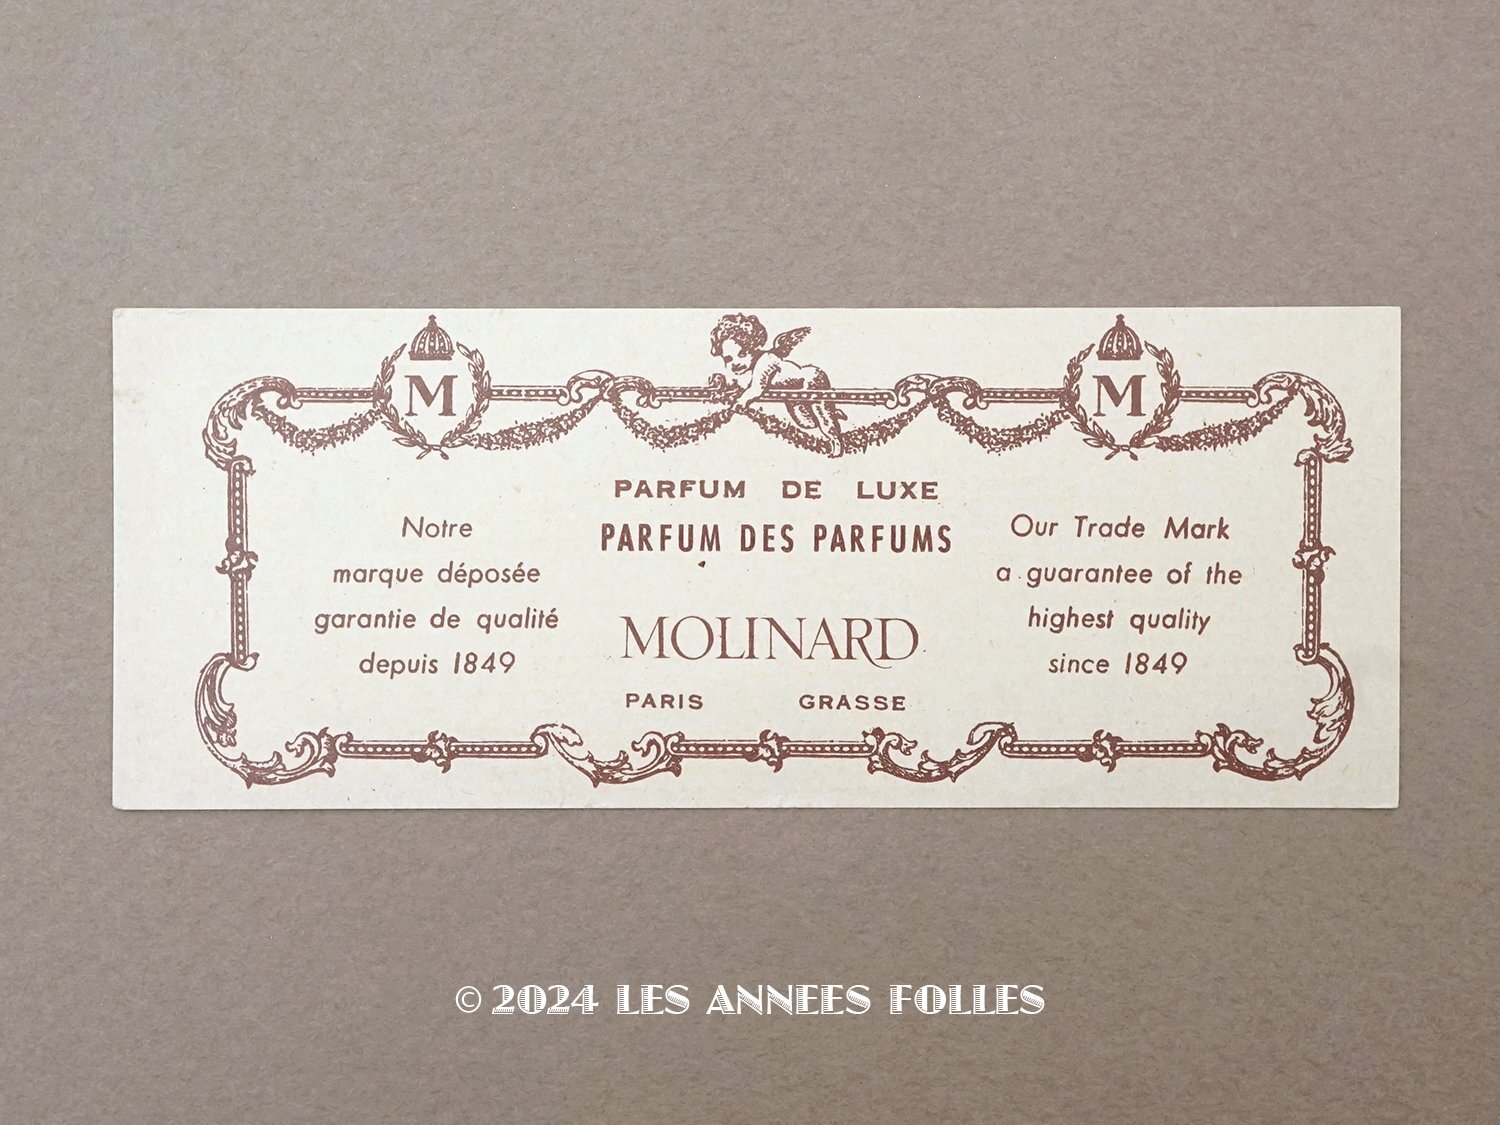 M
M
PARFUM DE LUXE
PARFUM DES PARFUMS
MOLINARD
PARIS GRASSE
Notre
marque déposée
garantie de qualité
depuis 1849
Our Trade Mark
a guarantee of the
highest quality
since 1849
© 2024 LES ANNEES FOLLES